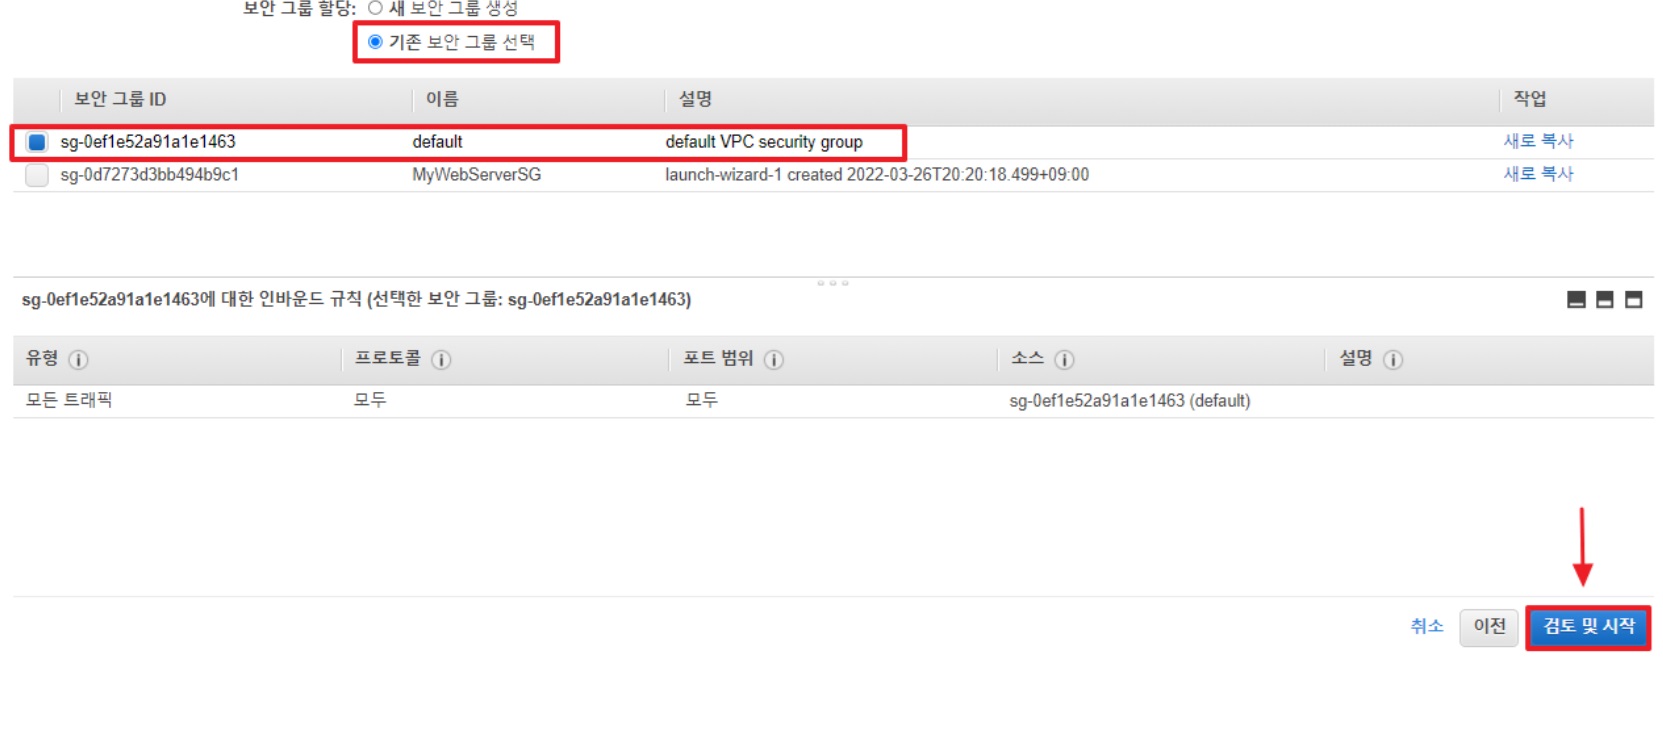 보안 그룹 할당: 새 보안 그룹 생성
기존 보안 그룹 선택
보안 그룹 ID 이름 설명 작업
sg-0ef1e52a91a1e1463 default default VPC security group 새로 복사
sg-0d7273d3bb494b9c1 MyWebServerSG launch-wizard-1 created 2022-03-26T20:20:18.499+09:00 새로 복사
sg-0ef1e52a91a1e1463에 대한 인바운드 규칙 (선택한 보안 그룹: sg-0ef1e52a91a1e1463)
유형 프로토콜 포트 범위 소스 설명
모든 트래픽 모두 모두 sg-0ef1e52a91a1e1463 (default)
취소 이전 검토 및 시작